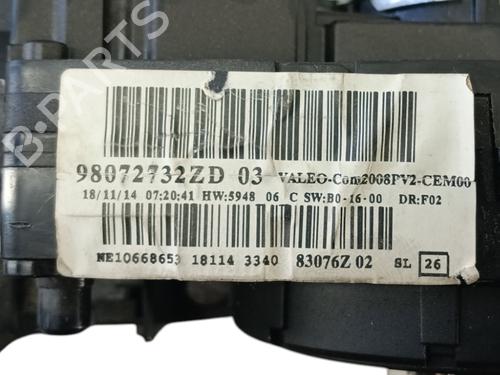 98072732ZD 03 VALEO-Com2008PV2-CEM00
18/11/14 07:20:41 HW:5948 06 C SW:B0-16-00 DR:F02
NE10668653 18114 3340 83076Z 02 SL 26
B-PARTS